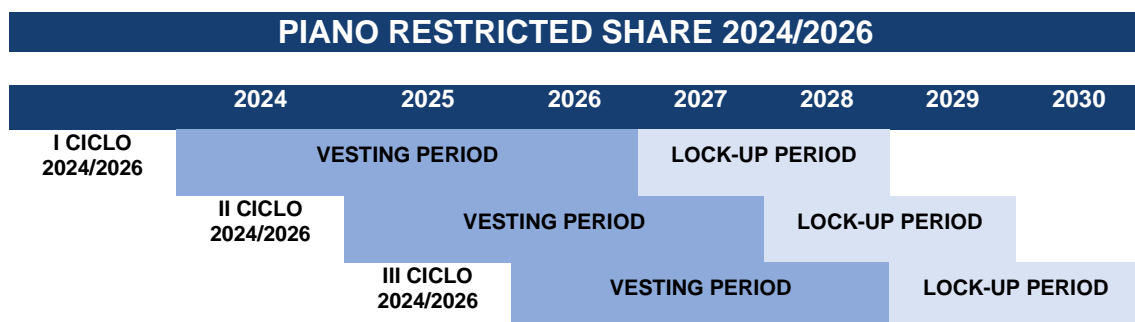 PIANO RESTRICTED SHARE 2024/2026
2024 2025 2026 2027 2028 2029 2030
I CICLO
2024/2026
VESTING PERIOD LOCK-UP PERIOD
II CICLO
2024/2026
VESTING PERIOD LOCK-UP PERIOD
III CICLO
2024/2026
VESTING PERIOD LOCK-UP PERIOD